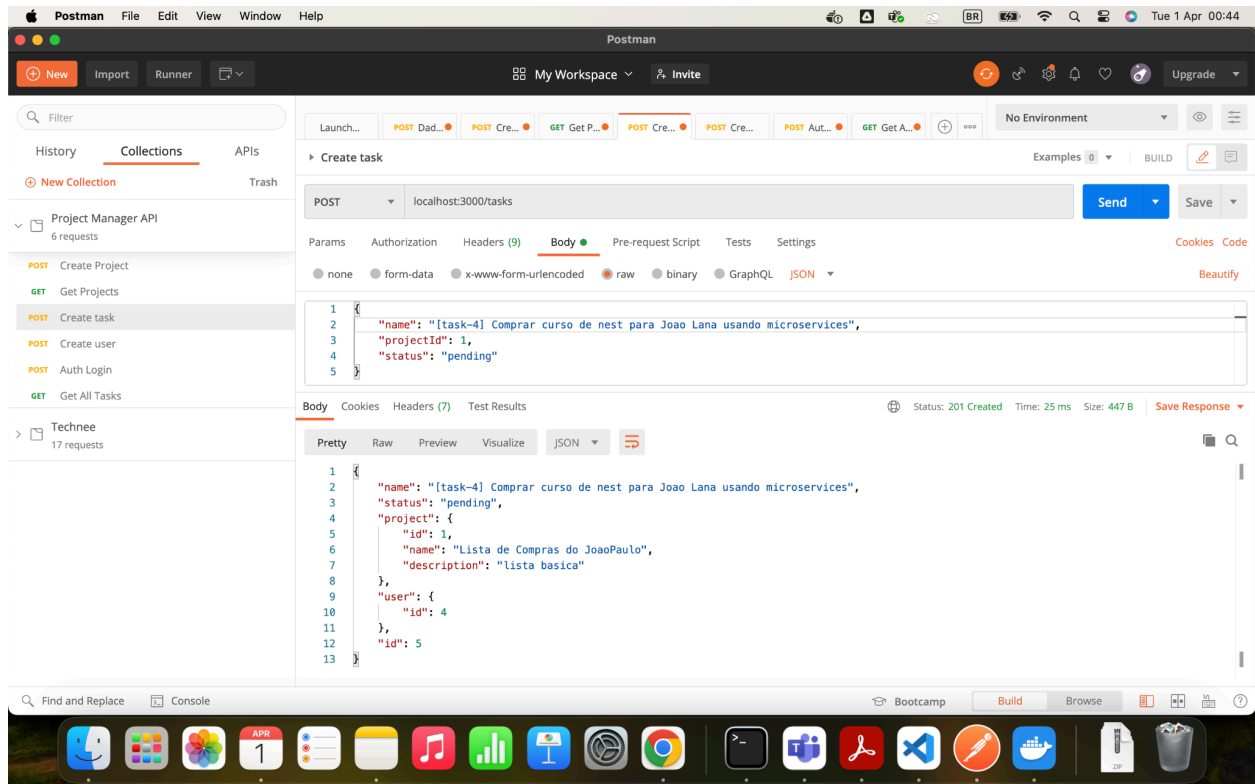 Postman File Edit View Window Help BR Tue 1 Apr 00:44
Postman
New Import Runner My Workspace Invite Upgrade
Filter
History Collections APIs
New Collection Trash
Project Manager API
6 requests
POST Create Project
GET Get Projects
POST Create task
POST Create user
POST Auth Login
GET Get All Tasks
Technee
17 requests
Launch... POST Dad... POST Cre... GET Get P... POST Cre... POST Cre... POST Aut... GET Get A... No Environment
Create task Examples 0 BUILD
POST localhost:3000/tasks Send Save
Params Authorization Headers (9) Body Pre-request Script Tests Settings Cookies Code
none form-data x-www-form-urlencoded raw binary GraphQL JSON Beautify
1 {
2 "name": "[task-4] Comprar curso de nest para Joao Lana usando microservices",
3 "projectId": 1,
4 "status": "pending"
5 }
Body Cookies Headers (7) Test Results Status: 201 Created Time: 25 ms Size: 447 B Save Response
Pretty Raw Preview Visualize JSON
1 {
2 "name": "[task-4] Comprar curso de nest para Joao Lana usando microservices",
3 "status": "pending",
4 "project": {
5 "id": 1,
6 "name": "Lista de Compras do JoaoPaulo",
7 "description": "lista basica"
8 },
9 "user": {
10 "id": 4
11 },
12 "id": 5
13 }
Find and Replace Console Bootcamp Build Browse
APR
1
ZIP